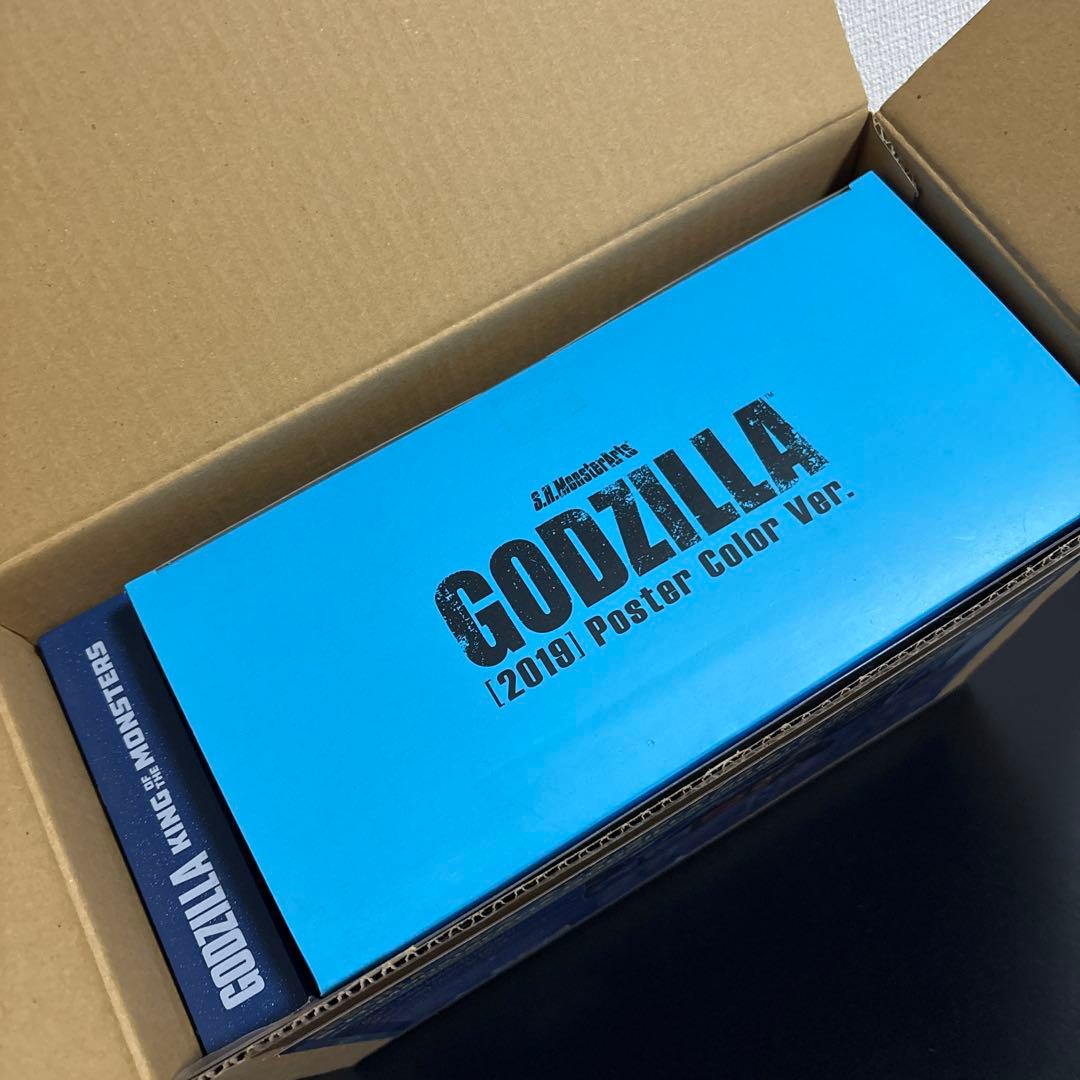 S.H.MonsterArts
GODZILLA™
[2019] Poster Color Ver.
GODZILLA KING OF THE MONSTERS